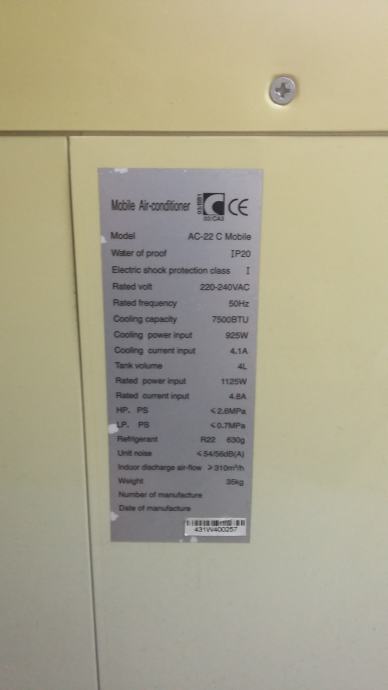 Mobile Air-conditioner CE
Model AC-22 C Mobile
Water of proof IP20
Electric shock protection class I
Rated volt 220-240VAC
Rated frequency 50Hz
Cooling capacity 7500BTU
Cooling power input 925W
Cooling current input 4.1A
Tank volume 4L
Rated power input 1125W
Rated current input 4.8A
HP. PS ≤2.6MPa
LP. PS ≤0.7MPa
Refrigerant R22 630g
Unit noise ≤54/56dB(A)
Indoor discharge air-flow ≥310m³/h
Weight 35kg
Number of manufacture
Date of manufacture
431W400257